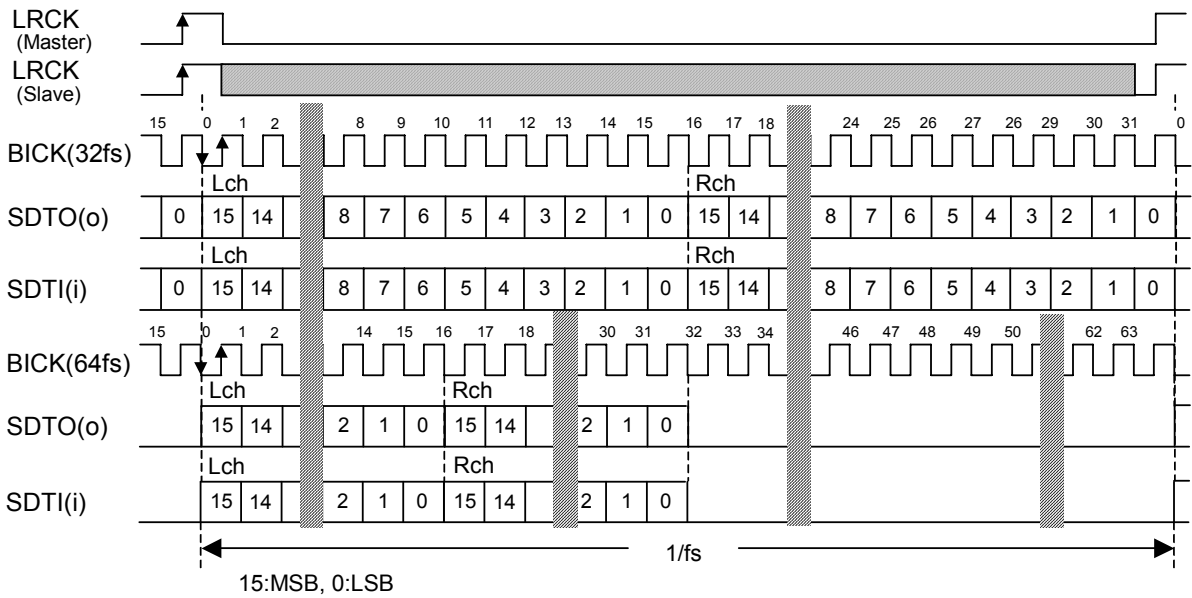 LRCK
(Master)
LRCK
(Slave)
15 0 1 2 8 9 10 11 12 13 14 15 16 17 18 24 25 26 27 26 29 30 31 0
BICK(32fs)
Lch Rch
SDTO(o) 0 15 14 8 7 6 5 4 3 2 1 0 15 14 8 7 6 5 4 3 2 1 0
Lch Rch
SDTI(i) 0 15 14 8 7 6 5 4 3 2 1 0 15 14 8 7 6 5 4 3 2 1 0
15 0 1 2 14 15 16 17 18 30 31 32 33 34 46 47 48 49 50 62 63
BICK(64fs)
Lch Rch
SDTO(o) 15 14 2 1 0 15 14 2 1 0
Lch Rch
SDTI(i) 15 14 2 1 0 15 14 2 1 0
1/fs
15:MSB, 0:LSB